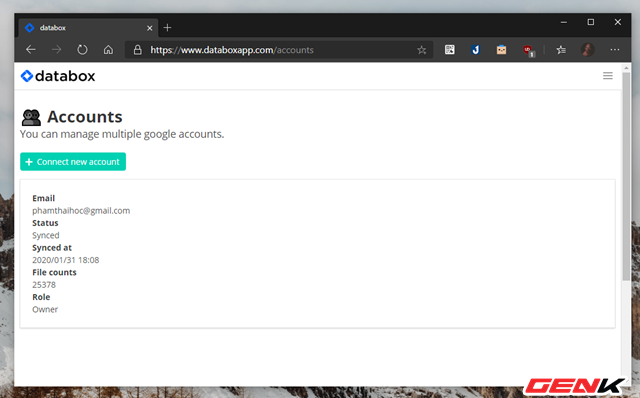 databox
https://www.databoxapp.com/accounts
1
databox
Accounts
You can manage multiple google accounts.
+ Connect new account
Email
phamthaihoc@gmail.com
Status
Synced
Synced at
2020/01/31 18:08
File counts
25378
Role
Owner
GENK